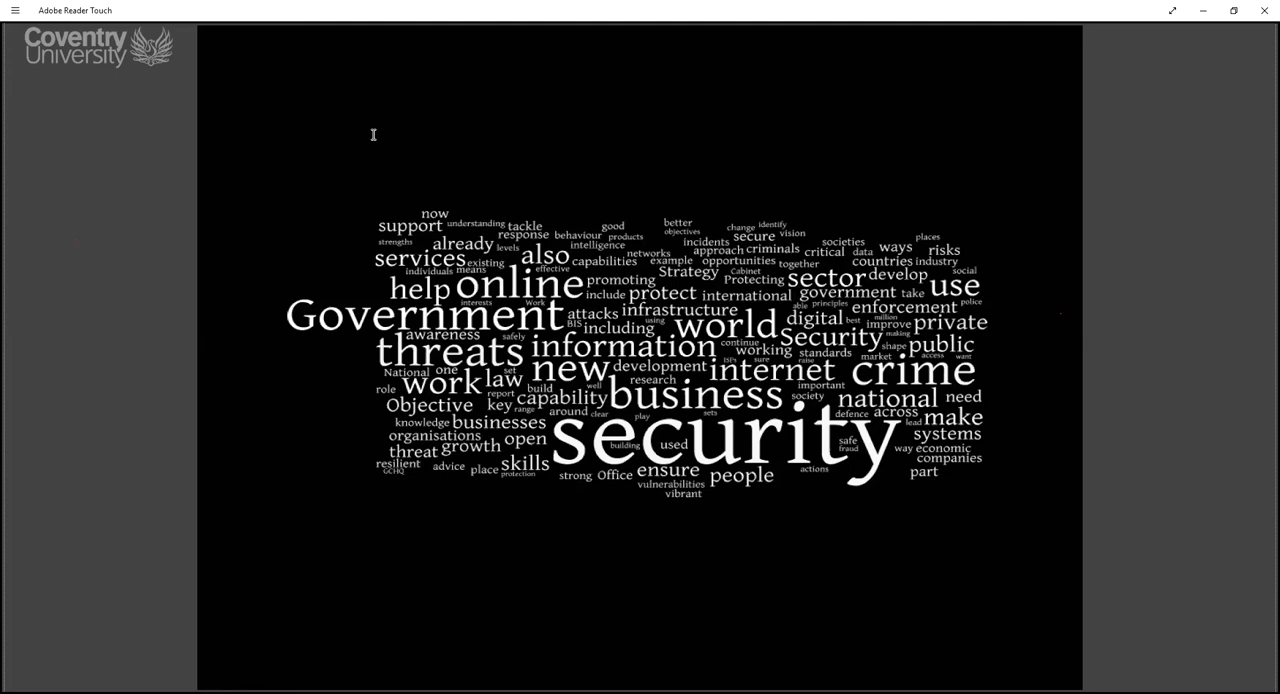 Adobe Reader Touch
Coventry
University
now
support understanding tackle good better change identify
strengths already levels response behaviour products objectives incidents secure vision societies places
services existing also intelligence networks approach criminals critical data ways risks
individuals means effective capabilities example opportunities together countries industry
help online promoting Strategy Cabinet Protecting sector develop social use
interests Work include protect international government take police
Government BIS attacks infrastructure able principles enforcement
awareness safely including using world digital best million improve private
threats information continue Security making shape public
National one set new development ISPs sure working raise standards market access want
role work law report build well research internet important crime
Objective key range capability around clear business sets society national need
knowledge businesses play defence across lead make
organisations growth open security building used safe fraud way economic systems
threat skills companies
resilient GCHQ advice place protection strong Office ensure people actions part
vulnerabilities
vibrant